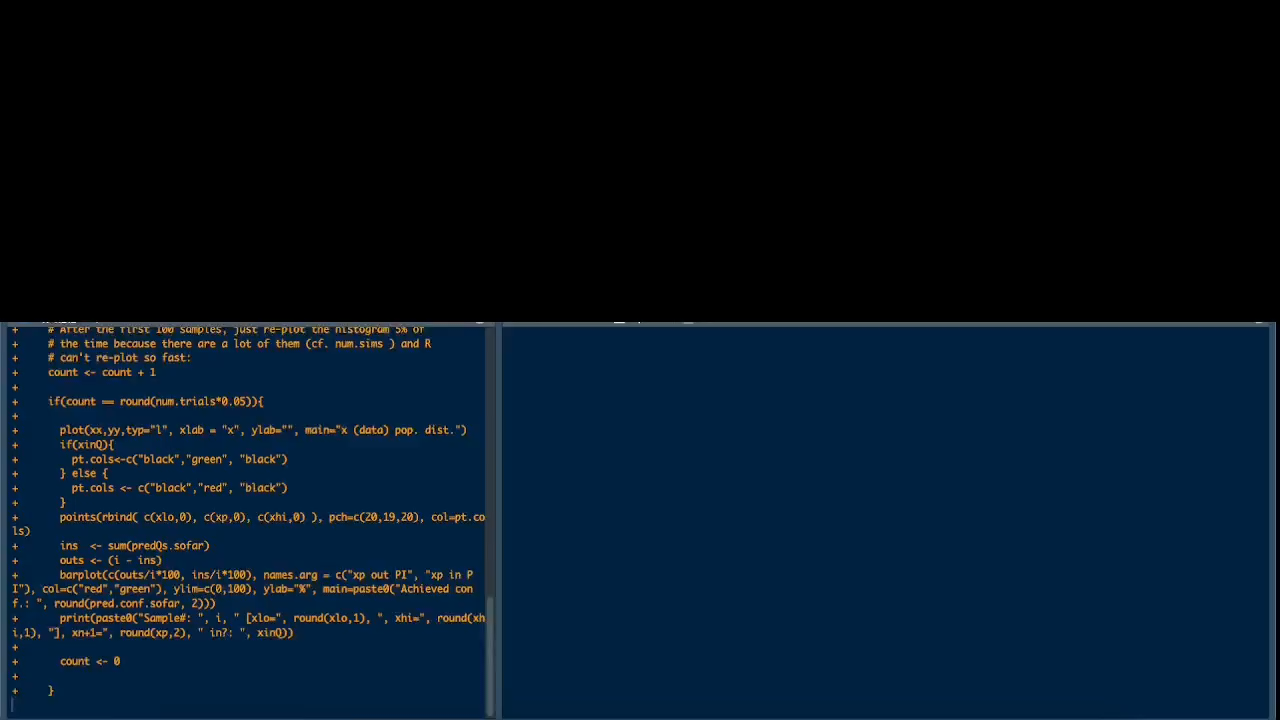 +     # After the first 100 samples, just re-plot the histogram 5% of
+     # the time because there are a lot of them (cf. num.sims ) and R
+     # can't re-plot so fast:
+     count <- count + 1
+
+     if(count == round(num.trials*0.05)){
+
+       plot(xx,yy,typ="l", xlab = "x", ylab="", main="x (data) pop. dist.")
+       if(xinQ){
+         pt.cols<-c("black","green", "black")
+       } else {
+         pt.cols <- c("black","red", "black")
+       }
+       points(rbind( c(xlo,0), c(xp,0), c(xhi,0) ), pch=c(20,19,20), col=pt.co
ls)
+       ins  <- sum(predQs.sofar)
+       outs <- (i - ins)
+       barplot(c(outs/i*100, ins/i*100), names.arg = c("xp out PI", "xp in P
I"), col=c("red","green"), ylim=c(0,100), ylab="%", main=paste0("Achieved con
f.: ", round(pred.conf.sofar, 2)))
+       print(paste0("Sample#: ", i, " [xlo=", round(xlo,1), ", xhi=", round(xh
i,1), "], xn+1=", round(xp,2), " in?: ", xinQ))
+
+       count <- 0
+
+     }